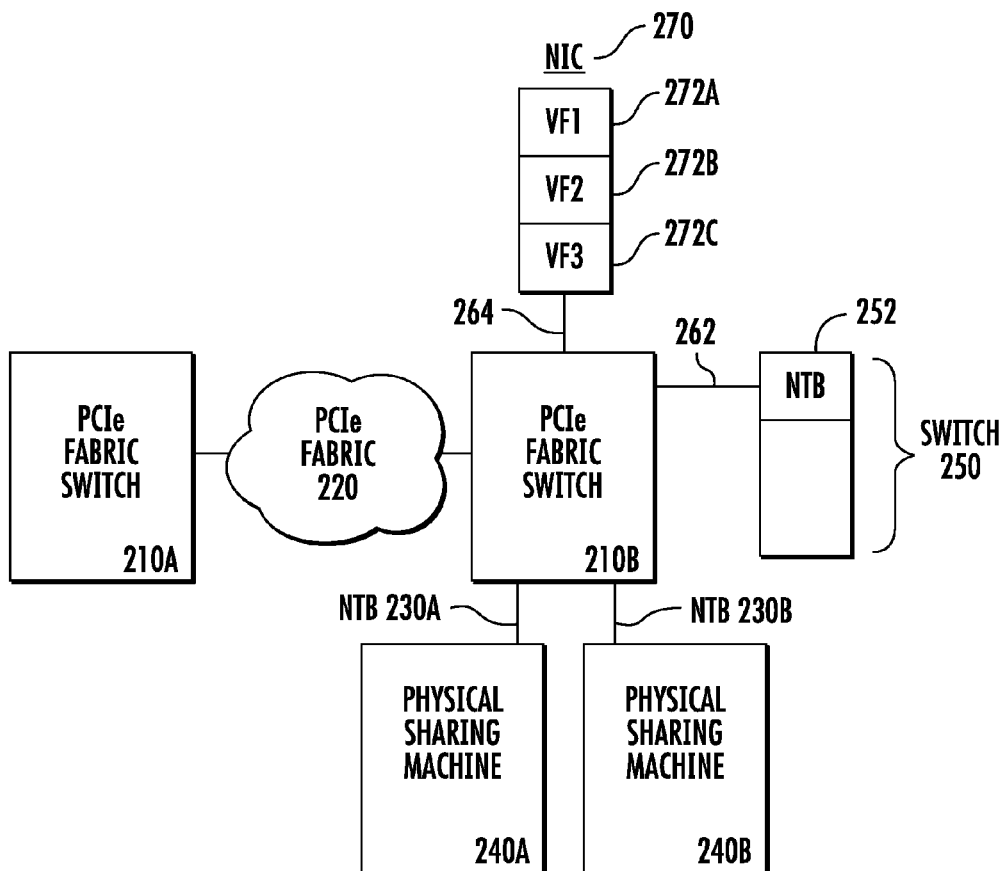 270
NIC
272A
VF1
272B
VF2
272C
VF3
264
262
252
NTB
PCIe
FABRIC
SWITCH
210A
PCIe
FABRIC
220
PCIe
FABRIC
SWITCH
210B
SWITCH
250
NTB 230A
NTB 230B
PHYSICAL
SHARING
MACHINE
240A
PHYSICAL
SHARING
MACHINE
240B